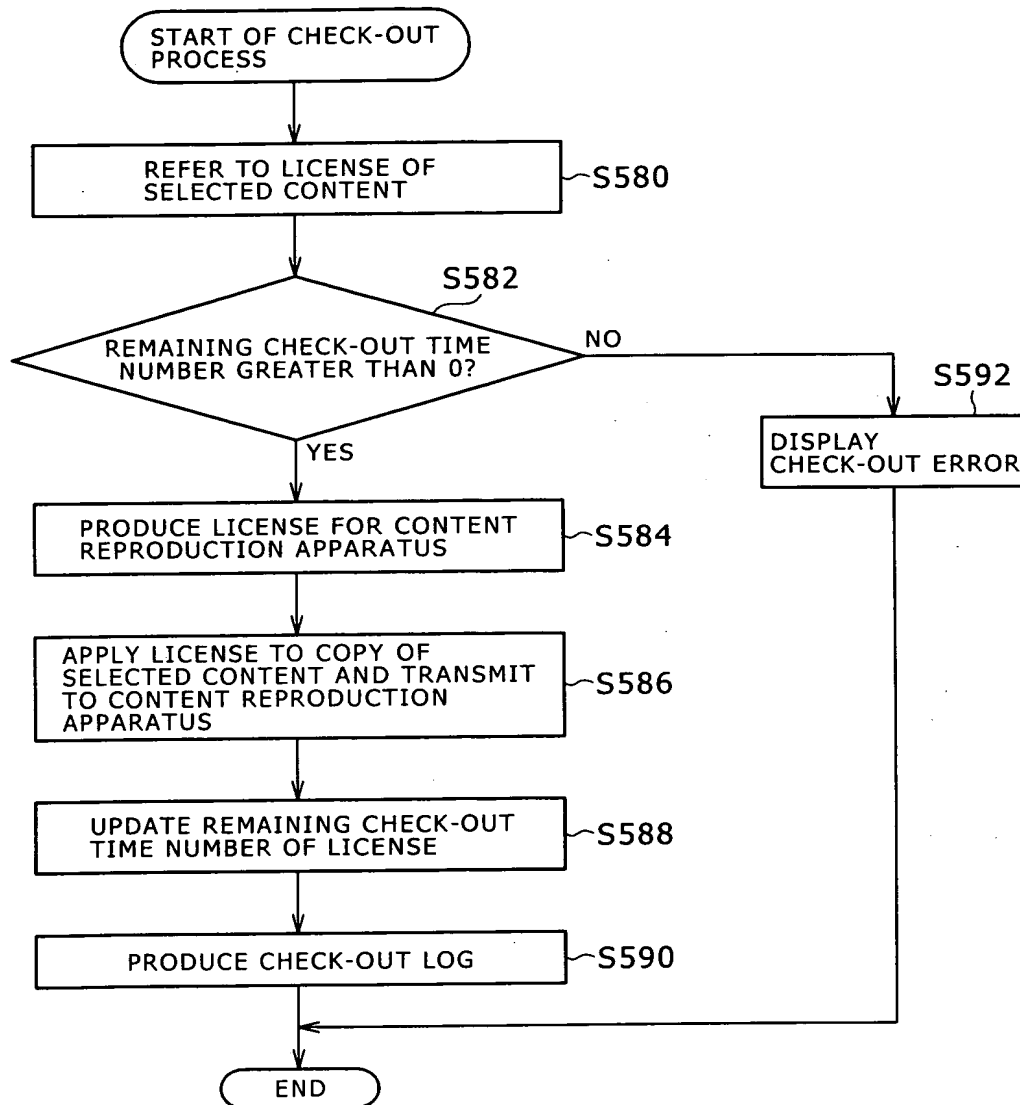 START OF CHECK-OUT
PROCESS
REFER TO LICENSE OF
SELECTED CONTENT
S580
S582
REMAINING CHECK-OUT TIME
NUMBER GREATER THAN 0?
NO
YES
S592
DISPLAY
CHECK-OUT ERROR
PRODUCE LICENSE FOR CONTENT
REPRODUCTION APPARATUS
S584
APPLY LICENSE TO COPY OF
SELECTED CONTENT AND TRANSMIT
TO CONTENT REPRODUCTION
APPARATUS
S586
UPDATE REMAINING CHECK-OUT
TIME NUMBER OF LICENSE
S588
PRODUCE CHECK-OUT LOG
S590
END